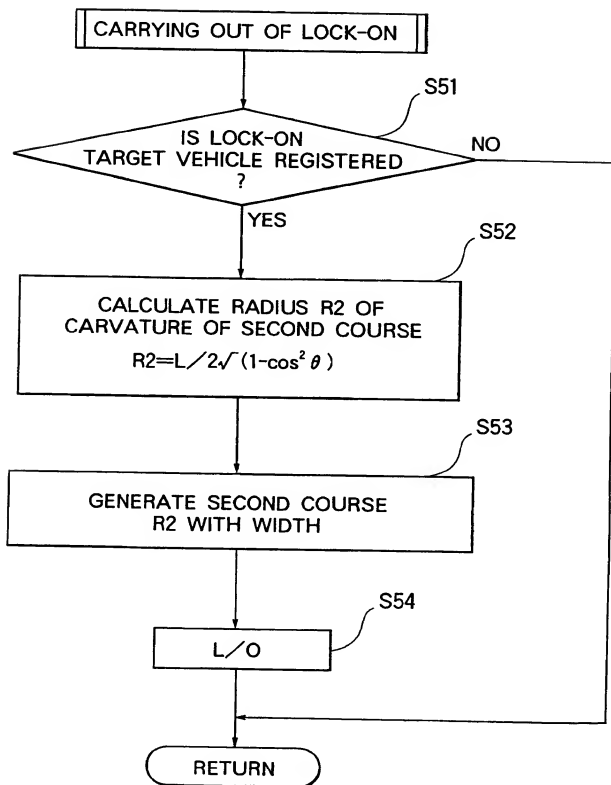 CARRYING OUT OF LOCK-ON
S51
IS LOCK-ON
TARGET VEHICLE REGISTERED
?
NO
YES
S52
CALCULATE RADIUS R2 OF
CARVATURE OF SECOND COURSE
R2=L/2√(1-cos²θ)
S53
GENERATE SECOND COURSE
R2 WITH WIDTH
S54
L/O
RETURN